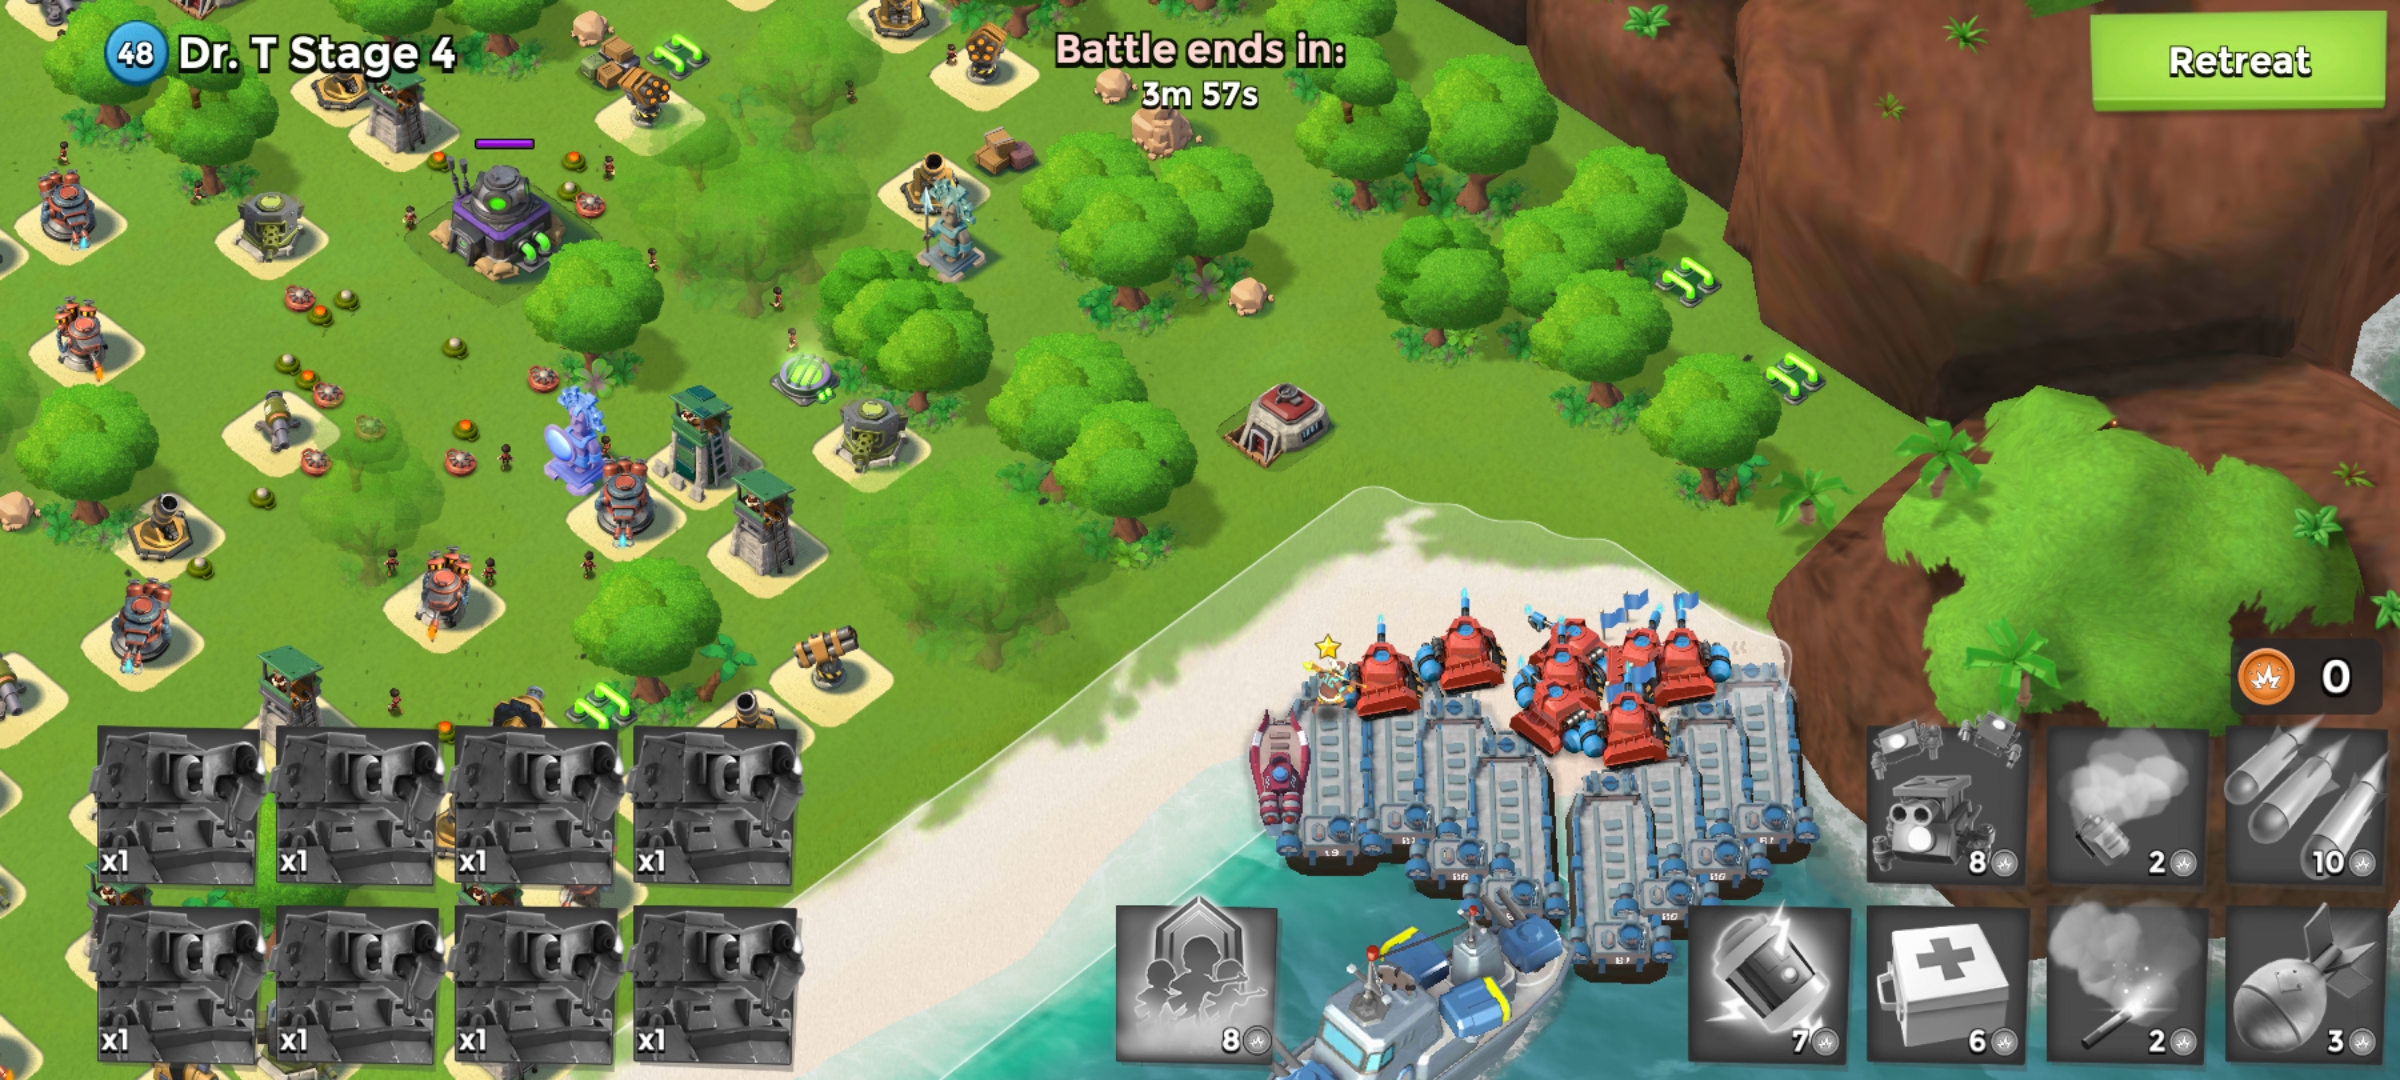 48 Dr. T Stage 4
Battle ends in:
3m 57s
Retreat
0
x1 x1 x1 x1
8 2 10
x1 x1 x1 x1
8 7 6 2 3